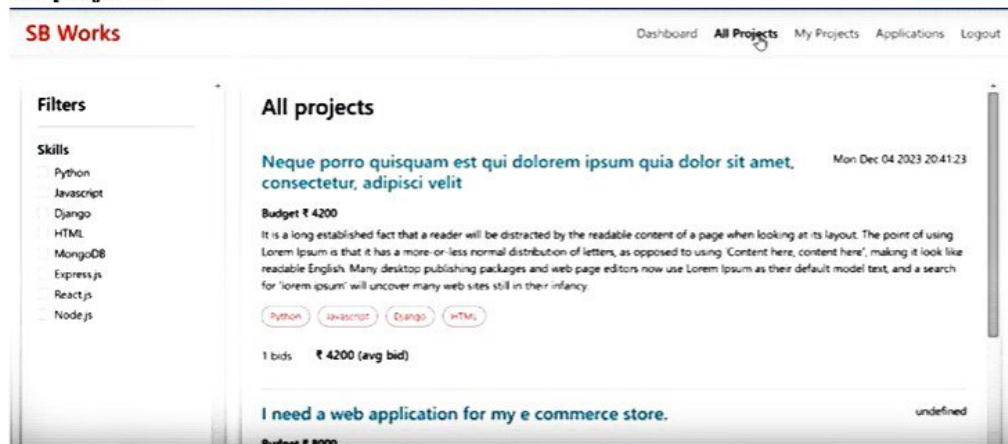 SB Works
Dashboard All Projects My Projects Applications Logout
Filters
Skills
Python
Javascript
Django
HTML
MongoDB
Express.js
React.js
Node.js
All projects
Neque porro quisquam est qui dolorem ipsum quia dolor sit amet,
consectetur, adipisci velit
Mon Dec 04 2023 20:41:23
Budget ₹ 4200
It is a long established fact that a reader will be distracted by the readable content of a page when looking at its layout. The point of using
Lorem Ipsum is that it has a more-or-less normal distribution of letters, as opposed to using 'Content here, content here', making it look like
readable English. Many desktop publishing packages and web page editors now use Lorem Ipsum as their default model text, and a search
for 'lorem ipsum' will uncover many web sites still in their infancy.
Python Javascript Django HTML
1 bids ₹ 4200 (avg bid)
I need a web application for my e commerce store.
undefined
Budget ₹ 8000